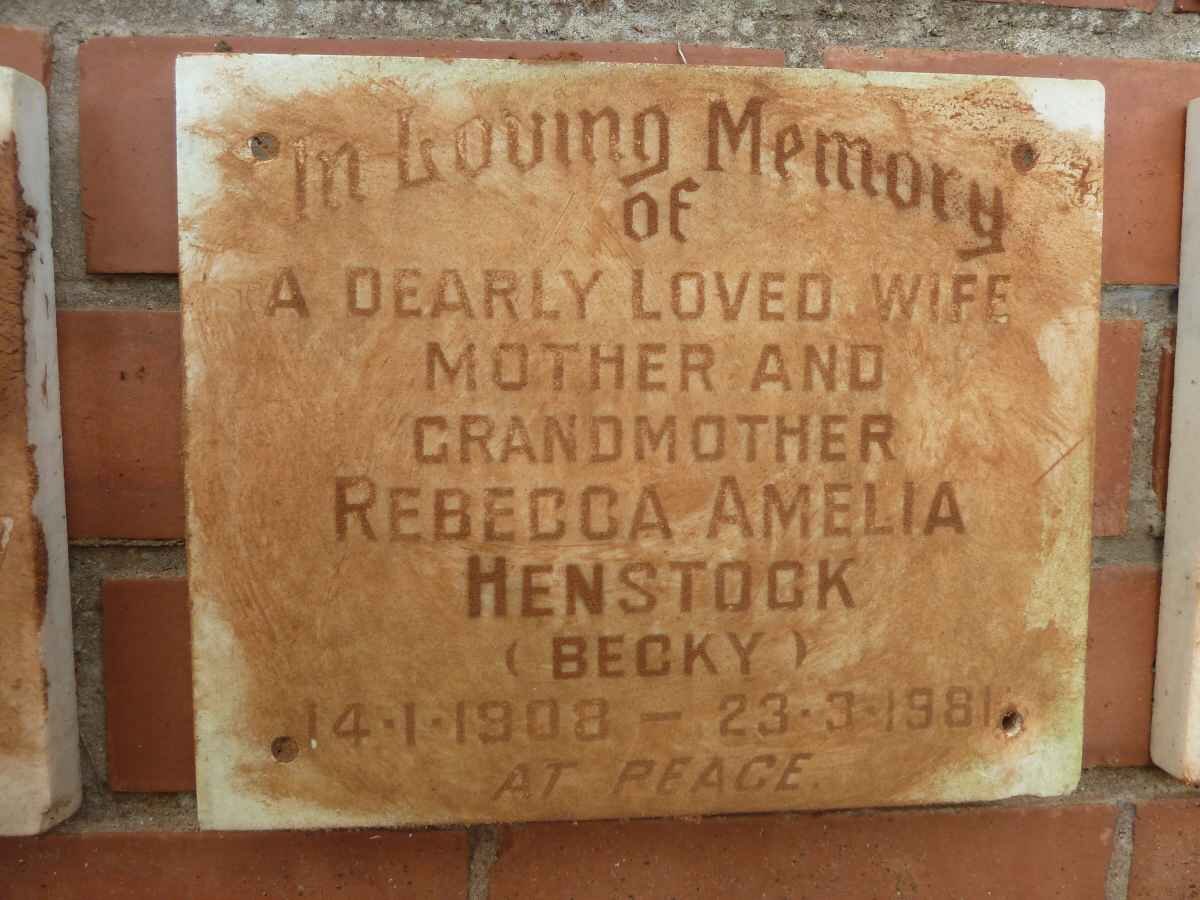 In Loving Memory
of
A DEARLY LOVED WIFE
MOTHER AND
GRANDMOTHER
REBECCA AMELIA
HENSTOCK
(BECKY)
14·1·1908 — 23·3·1981
AT PEACE.